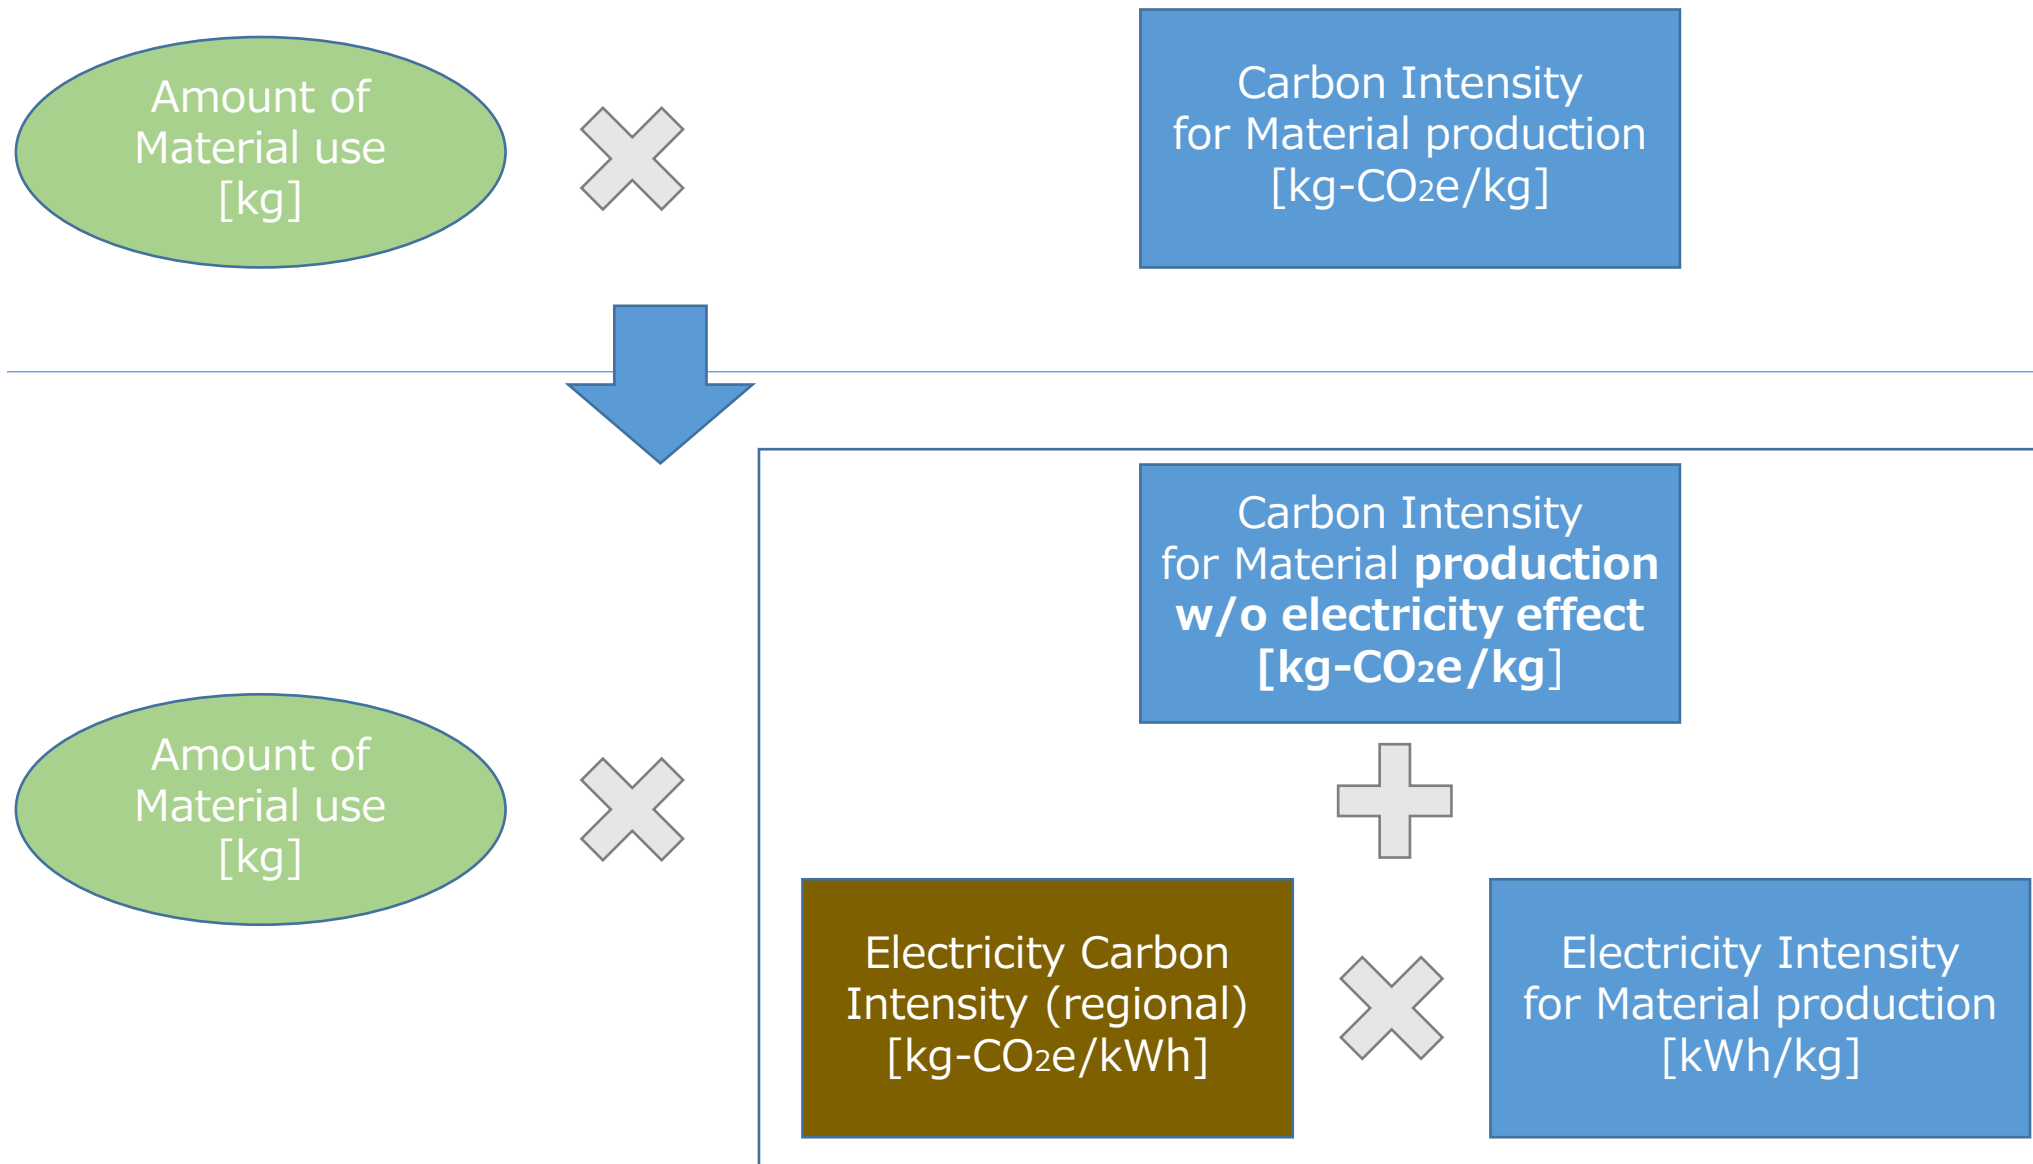 Amount of
Material use
[kg]
Carbon Intensity
for Material production
[kg-CO2e/kg]
Carbon Intensity
for Material production
w/o electricity effect
[kg-CO2e/kg]
Amount of
Material use
[kg]
Electricity Carbon
Intensity (regional)
[kg-CO2e/kWh]
Electricity Intensity
for Material production
[kWh/kg]